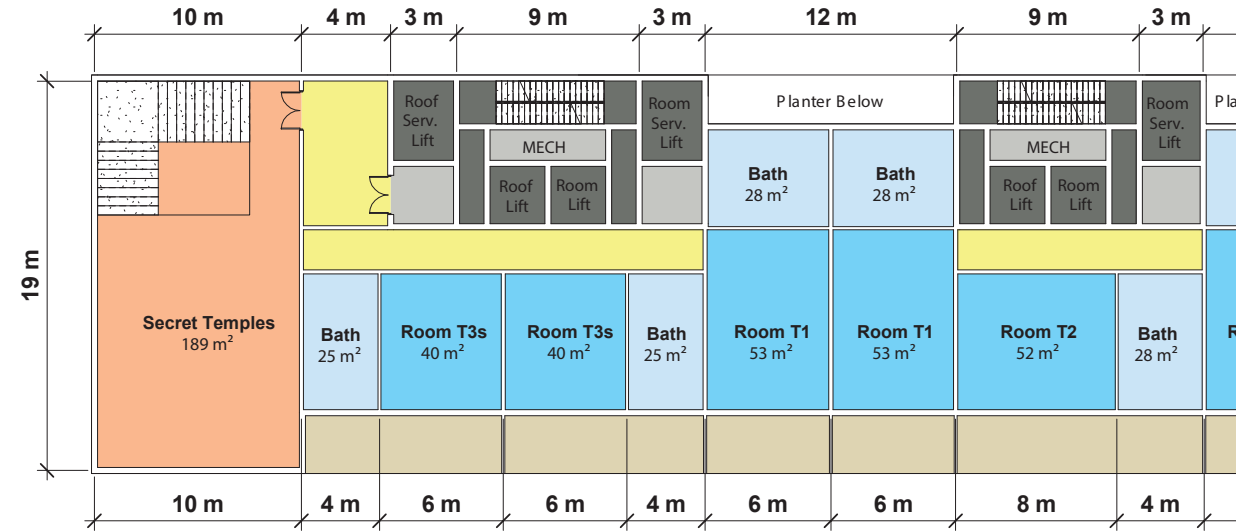 10 m 4 m 3 m 9 m 3 m 12 m 9 m 3 m
Roof
Serv.
Lift
MECH
Roof
Lift
Room
Lift
Room
Serv.
Lift
Planter Below
MECH
Roof
Lift
Room
Lift
Room
Serv.
Lift
Pla
Bath
28 m²
Bath
28 m²
19 m
Secret Temples
189 m²
Bath
25 m²
Room T3s
40 m²
Room T3s
40 m²
Bath
25 m²
Room T1
53 m²
Room T1
53 m²
Room T2
52 m²
Bath
28 m²
R
10 m 4 m 6 m 6 m 4 m 6 m 6 m 8 m 4 m